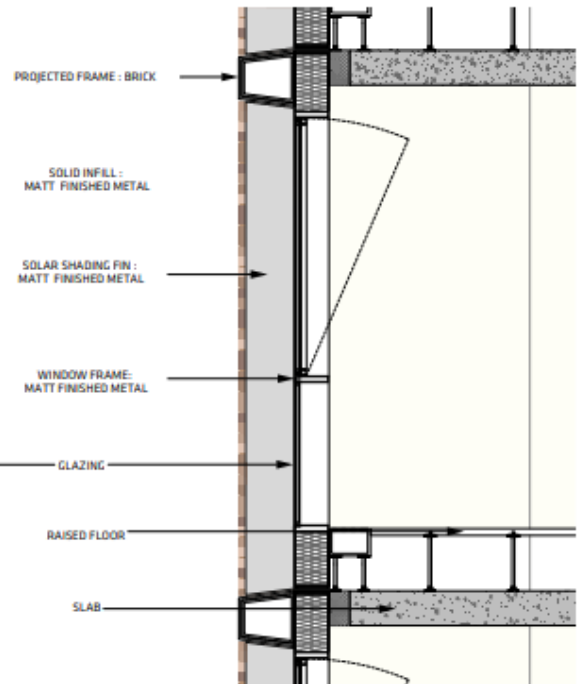 PROJECTED FRAME : BRICK
SOLID INFILL :
MATT FINISHED METAL
SOLAR SHADING FIN :
MATT FINISHED METAL
WINDOW FRAME:
MATT FINISHED METAL
GLAZING
RAISED FLOOR
SLAB